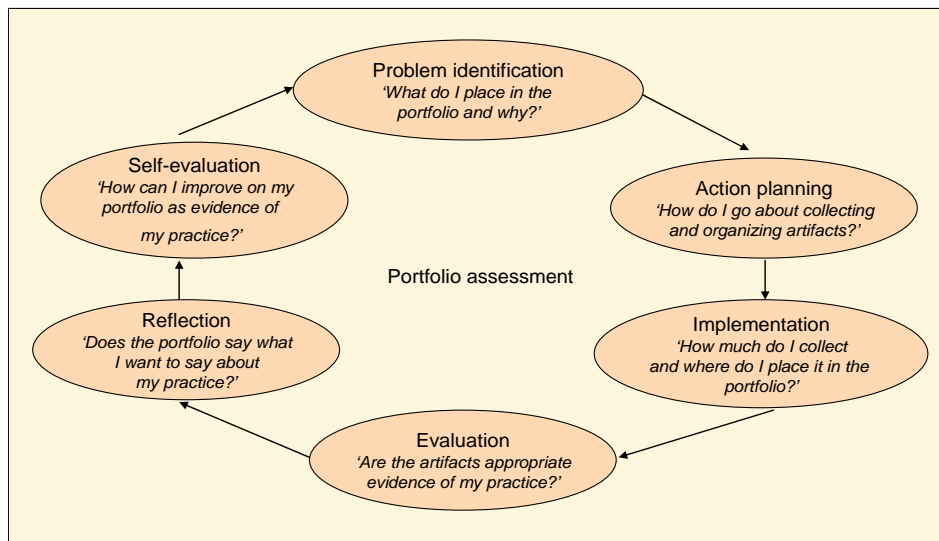 Problem identification
‘What do I place in the
portfolio and why?’
Action planning
‘How do I go about collecting
and organizing artifacts?’
Implementation
‘How much do I collect
and where do I place it in the
portfolio?’
Evaluation
‘Are the artifacts appropriate
evidence of my practice?’
Reflection
‘Does the portfolio say what
I want to say about
my practice?’
Self-evaluation
‘How can I improve on my
portfolio as evidence of
my practice?’
Portfolio assessment